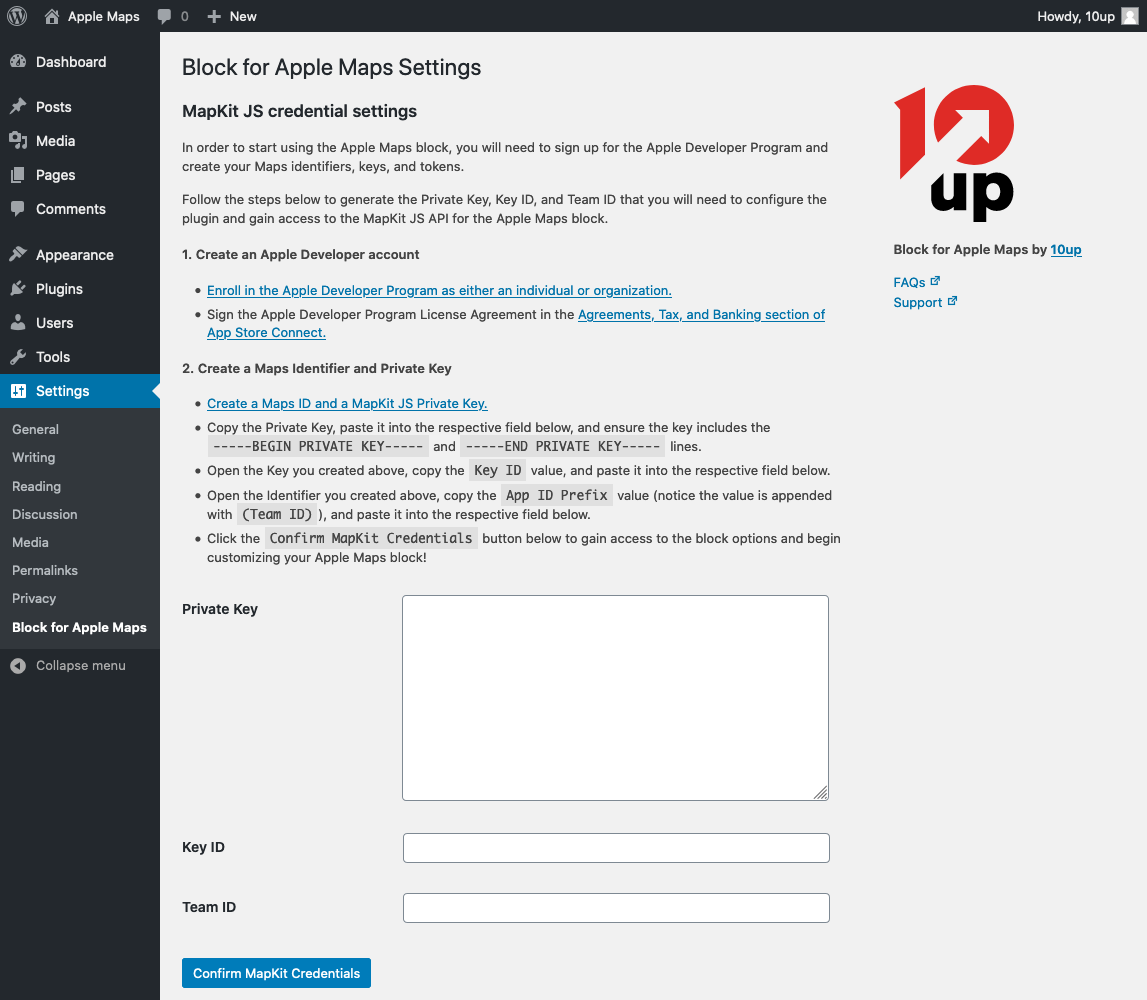 Apple Maps 0 New Howdy, 10up
Dashboard
Posts
Media
Pages
Comments
Appearance
Plugins
Users
Tools
Settings
General
Writing
Reading
Discussion
Media
Permalinks
Privacy
Block for Apple Maps
Collapse menu
Block for Apple Maps Settings
MapKit JS credential settings
In order to start using the Apple Maps block, you will need to sign up for the Apple Developer Program and
create your Maps identifiers, keys, and tokens.
Follow the steps below to generate the Private Key, Key ID, and Team ID that you will need to configure the
plugin and gain access to the MapKit JS API for the Apple Maps block.
1. Create an Apple Developer account
• Enroll in the Apple Developer Program as either an individual or organization.
• Sign the Apple Developer Program License Agreement in the Agreements, Tax, and Banking section of
App Store Connect.
2. Create a Maps Identifier and Private Key
• Create a Maps ID and a MapKit JS Private Key.
• Copy the Private Key, paste it into the respective field below, and ensure the key includes the
-----BEGIN PRIVATE KEY----- and -----END PRIVATE KEY----- lines.
• Open the Key you created above, copy the Key ID value, and paste it into the respective field below.
• Open the Identifier you created above, copy the App ID Prefix value (notice the value is appended
with (Team ID) ), and paste it into the respective field below.
• Click the Confirm MapKit Credentials button below to gain access to the block options and begin
customizing your Apple Maps block!
Private Key
Key ID
Team ID
Confirm MapKit Credentials
10
up
Block for Apple Maps by 10up
FAQs
Support